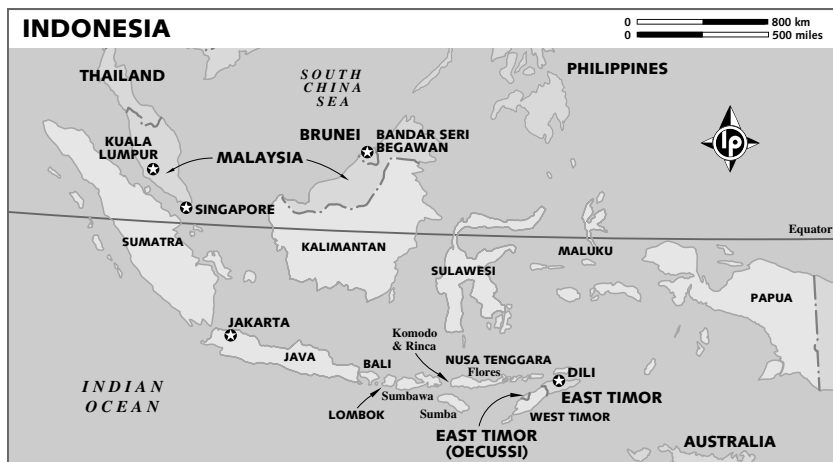 INDONESIA
0 800 km
0 500 miles
THAILAND
SOUTH
CHINA
SEA
PHILIPPINES
KUALA
LUMPUR
MALAYSIA
BRUNEI
BANDAR SERI
BEGAWAN
lp
SINGAPORE
Equator
SUMATRA
KALIMANTAN
SULAWESI
MALUKU
PAPUA
JAKARTA
JAVA
BALI
LOMBOK
Komodo
& Rinca
Sumbawa
Sumba
NUSA TENGGARA
Flores
DILI
EAST TIMOR
WEST TIMOR
EAST TIMOR
(OECUSSI)
INDIAN
OCEAN
AUSTRALIA